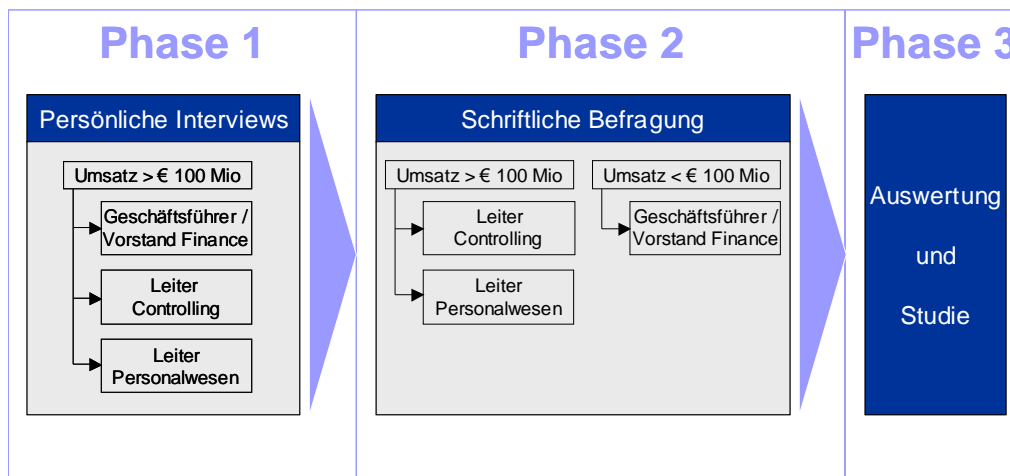 Phase 1
Persönliche Interviews
Umsatz > € 100 Mio
Geschäftsführer /
Vorstand Finance
Leiter
Controlling
Leiter
Personalwesen
Phase 2
Schriftliche Befragung
Umsatz > € 100 Mio
Leiter
Controlling
Leiter
Personalwesen
Umsatz < € 100 Mio
Geschäftsführer /
Vorstand Finance
Phase 3
Auswertung
und
Studie